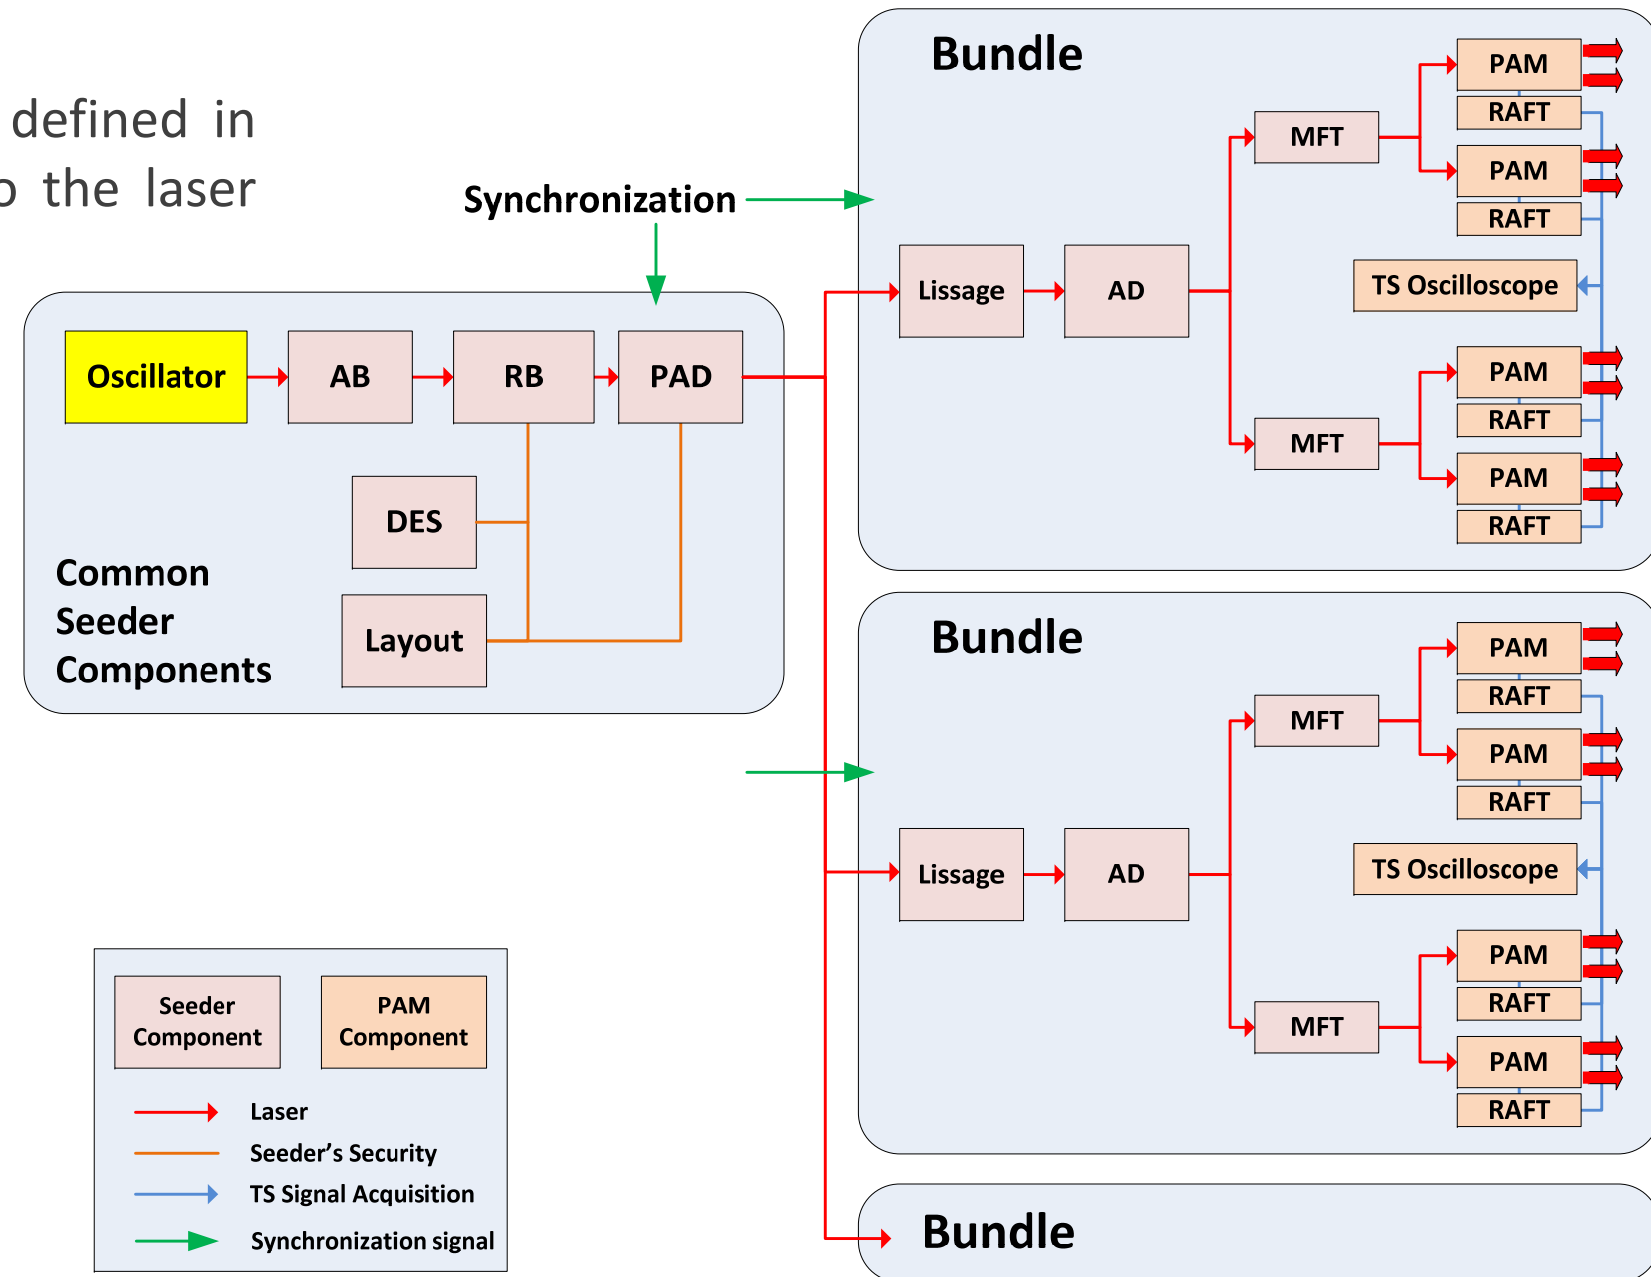 defined in
o the laser
Synchronization
Oscillator
AB
RB
PAD
DES
Layout
Common
Seeder
Components
Bundle
Lissage
AD
MFT
MFT
PAM
RAFT
PAM
RAFT
TS Oscilloscope
PAM
RAFT
PAM
RAFT
Bundle
Lissage
AD
MFT
MFT
PAM
RAFT
PAM
RAFT
TS Oscilloscope
PAM
RAFT
PAM
RAFT
Bundle
Seeder
Component
PAM
Component
Laser
Seeder’s Security
TS Signal Acquisition
Synchronization signal